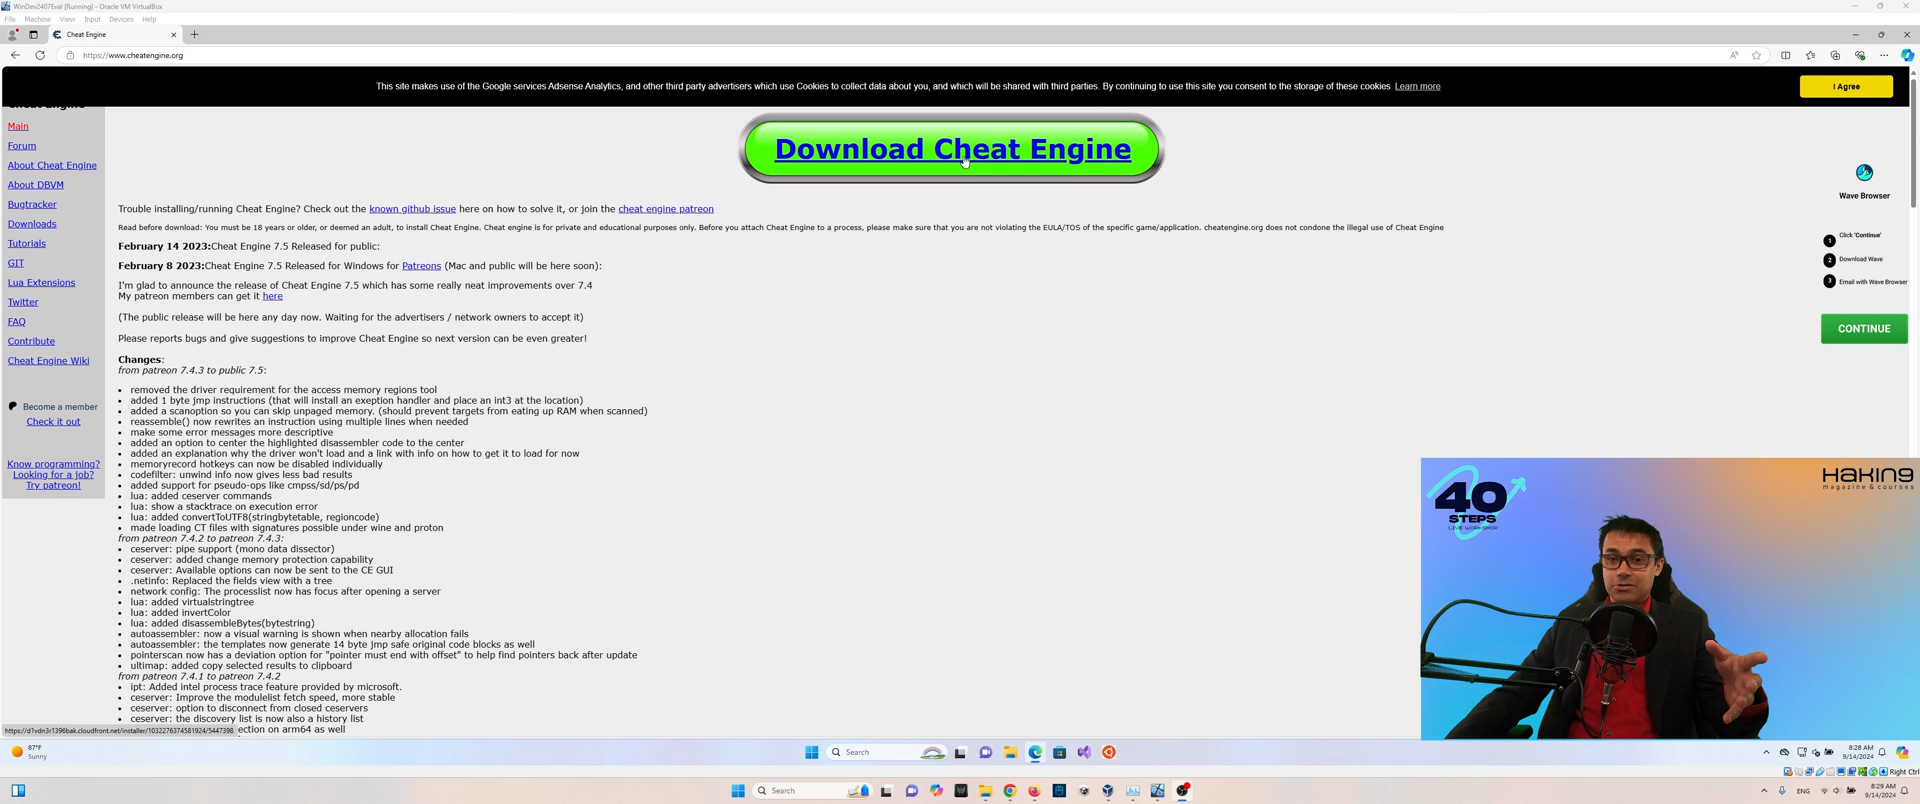 WinDev2407Eval [Running] - Oracle VM VirtualBox
File Machine View Input Devices Help
Cheat Engine
https://www.cheatengine.org
This site makes use of the Google services Adsense Analytics, and other third party advertisers which use Cookies to collect data about you, and which will be shared with third parties. By continuing to use this site you consent to the storage of these cookies Learn more
I Agree
Main
Forum
About Cheat Engine
About DBVM
Bugtracker
Downloads
Tutorials
GIT
Lua Extensions
Twitter
FAQ
Contribute
Cheat Engine Wiki
Become a member
Check it out
Know programming?
Looking for a job?
Try patreon!
Download Cheat Engine
Trouble installing/running Cheat Engine? Check out the known github issue here on how to solve it, or join the cheat engine patreon
Read before download: You must be 18 years or older, or deemed an adult, to install Cheat Engine. Cheat engine is for private and educational purposes only. Before you attach Cheat Engine to a process, please make sure that you are not violating the EULA/TOS of the specific game/application. cheatengine.org does not condone the illegal use of Cheat Engine
February 14 2023:Cheat Engine 7.5 Released for public:
February 8 2023:Cheat Engine 7.5 Released for Windows for Patreons (Mac and public will be here soon):
I'm glad to announce the release of Cheat Engine 7.5 which has some really neat improvements over 7.4
My patreon members can get it here
(The public release will be here any day now. Waiting for the advertisers / network owners to accept it)
Please reports bugs and give suggestions to improve Cheat Engine so next version can be even greater!
Changes:
from patreon 7.4.3 to public 7.5:
• removed the driver requirement for the access memory regions tool
• added 1 byte jmp instructions (that will install an exeption handler and place an int3 at the location)
• added a scanoption so you can skip unpaged memory. (should prevent targets from eating up RAM when scanned)
• reassemble() now rewrites an instruction using multiple lines when needed
• make some error messages more descriptive
• added an option to center the highlighted disassembler code to the center
• added an explanation why the driver won't load and a link with info on how to get it to load for now
• memoryrecord hotkeys can now be disabled individually
• codefilter: unwind info now gives less bad results
• added support for pseudo-ops like cmpss/sd/ps/pd
• lua: added ceserver commands
• lua: show a stacktrace on execution error
• lua: added convertToUTF8(stringbytetable, regioncode)
• made loading CT files with signatures possible under wine and proton
from patreon 7.4.2 to patreon 7.4.3:
• ceserver: pipe support (mono data dissector)
• ceserver: added change memory protection capability
• ceserver: Available options can now be sent to the CE GUI
• .netinfo: Replaced the fields view with a tree
• network config: The processlist now has focus after opening a server
• lua: added virtualstringtree
• lua: added invertColor
• lua: added disassembleBytes(bytestring)
• autoassembler: now a visual warning is shown when nearby allocation fails
• autoassembler: the templates now generate 14 byte jmp safe original code blocks as well
• pointerscan now has a deviation option for "pointer must end with offset" to help find pointers back after update
• ultimap: added copy selected results to clipboard
from patreon 7.4.1 to patreon 7.4.2
• ipt: Added intel process trace feature provided by microsoft.
• ceserver: Improve the modulelist fetch speed, more stable
• ceserver: option to disconnect from closed ceservers
• ceserver: the discovery list is now also a history list
https://d1vdn3r1396bak.cloudfront.net/installer/1032276374581924/5447398 ection on arm64 as well
Wave Browser
1 Click 'Continue'
2 Download Wave
3 Email with Wave Browser
CONTINUE
40
STEPS
LIVE WORKSHOP
HAKIN9
magazine & courses
87°F
Sunny
Search
8:28 AM
9/14/2024
Right Ctrl
Search
ENG
8:29 AM
9/14/2024